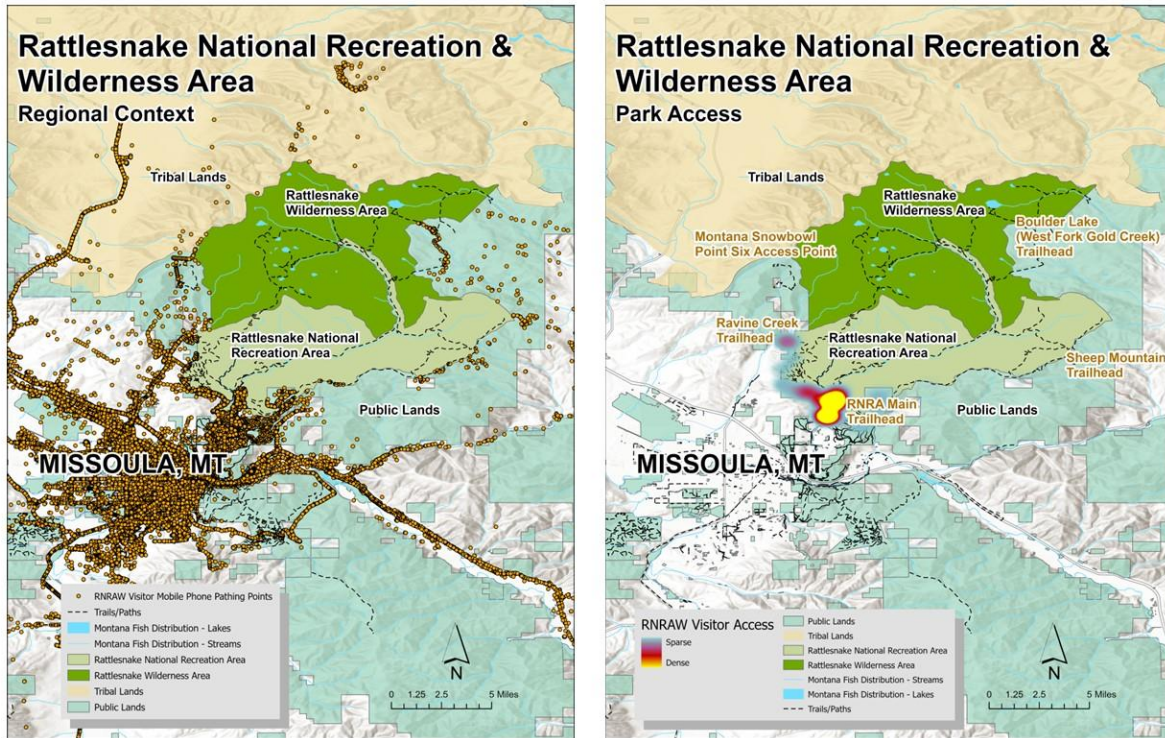 Rattlesnake National Recreation &
Wilderness Area
Regional Context
Tribal Lands
Rattlesnake
Wilderness Area
Rattlesnake National
Recreation Area
Public Lands
MISSOULA, MT
RNRAW Visitor Mobile Phone Pathing Points
Trails/Paths
Montana Fish Distribution - Lakes
Montana Fish Distribution - Streams
Rattlesnake National Recreation Area
Rattlesnake Wilderness Area
Tribal Lands
Public Lands
N
0 1.25 2.5 5 Miles
Rattlesnake National Recreation &
Wilderness Area
Park Access
Tribal Lands
Rattlesnake
Wilderness Area
Montana Snowbowl
Point Six Access Point
Boulder Lake
(West Fork Gold Creek)
Trailhead
Ravine Creek
Trailhead
Rattlesnake National
Recreation Area
Sheep Mountain
Trailhead
RNRA Main
Trailhead
Public Lands
MISSOULA, MT
RNRAW Visitor Access
Sparse
Dense
Public Lands
Tribal Lands
Rattlesnake National Recreation Area
Rattlesnake Wilderness Area
Montana Fish Distribution - Streams
Montana Fish Distribution - Lakes
Trails/Paths
N
0 1.25 2.5 5 Miles